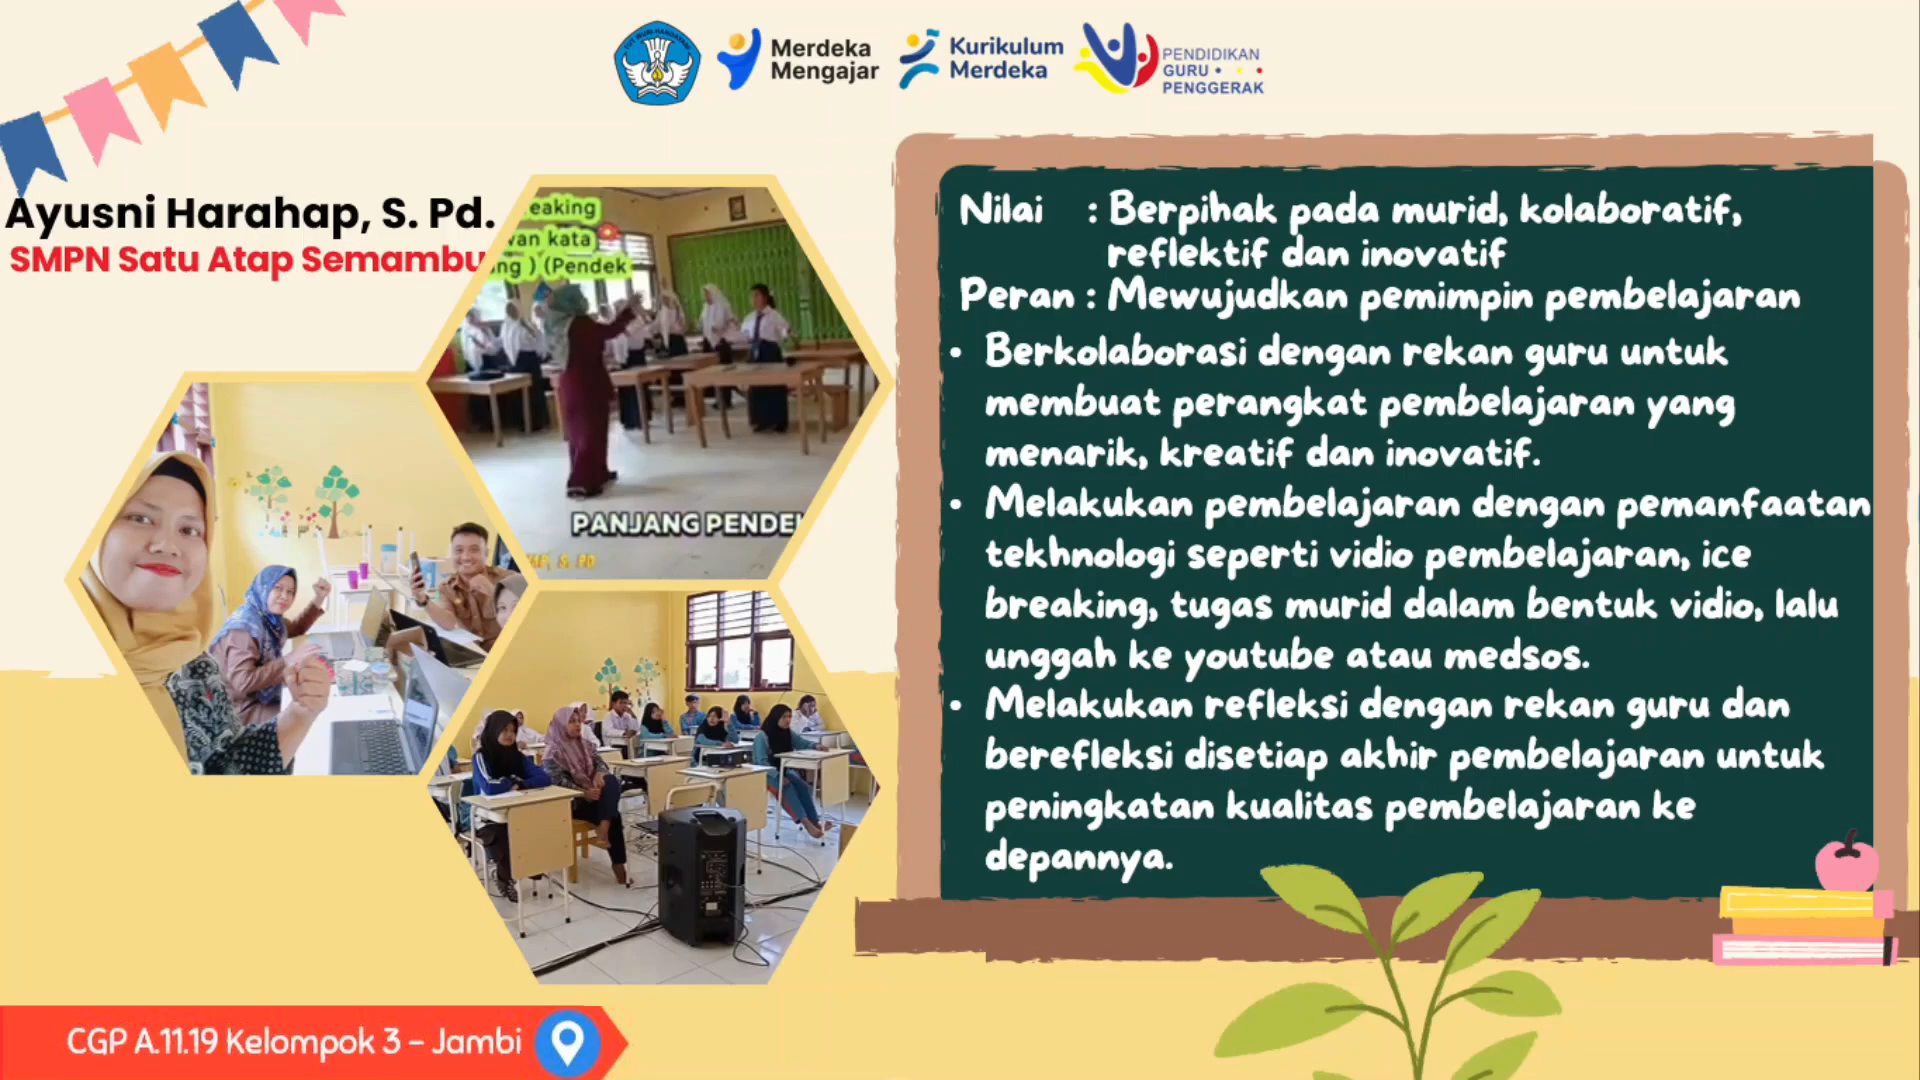 Merdeka
Mengajar
Kurikulum
Merdeka
PENDIDIKAN
GURU
PENGGERAK
Ayusni Harahap, S. Pd.
SMPN Satu Atap Semambu
eaking
wan kata
ng ) (Pendek
PANJANG PENDE
S. PD
Nilai : Berpihak pada murid, kolaboratif,
reflektif dan inovatif
Peran : Mewujudkan pemimpin pembelajaran
• Berkolaborasi dengan rekan guru untuk
membuat perangkat pembelajaran yang
menarik, kreatif dan inovatif.
• Melakukan pembelajaran dengan pemanfaatan
tekhnologi seperti vidio pembelajaran, ice
breaking, tugas murid dalam bentuk vidio, lalu
unggah ke youtube atau medsos.
• Melakukan refleksi dengan rekan guru dan
berefleksi disetiap akhir pembelajaran untuk
peningkatan kualitas pembelajaran ke
depannya.
CGP A.11.19 Kelompok 3 - Jambi